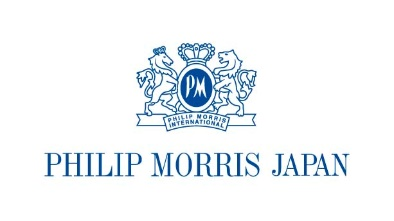 PM
PHILIP MORRIS
INTERNATIONAL
PHILIP MORRIS JAPAN